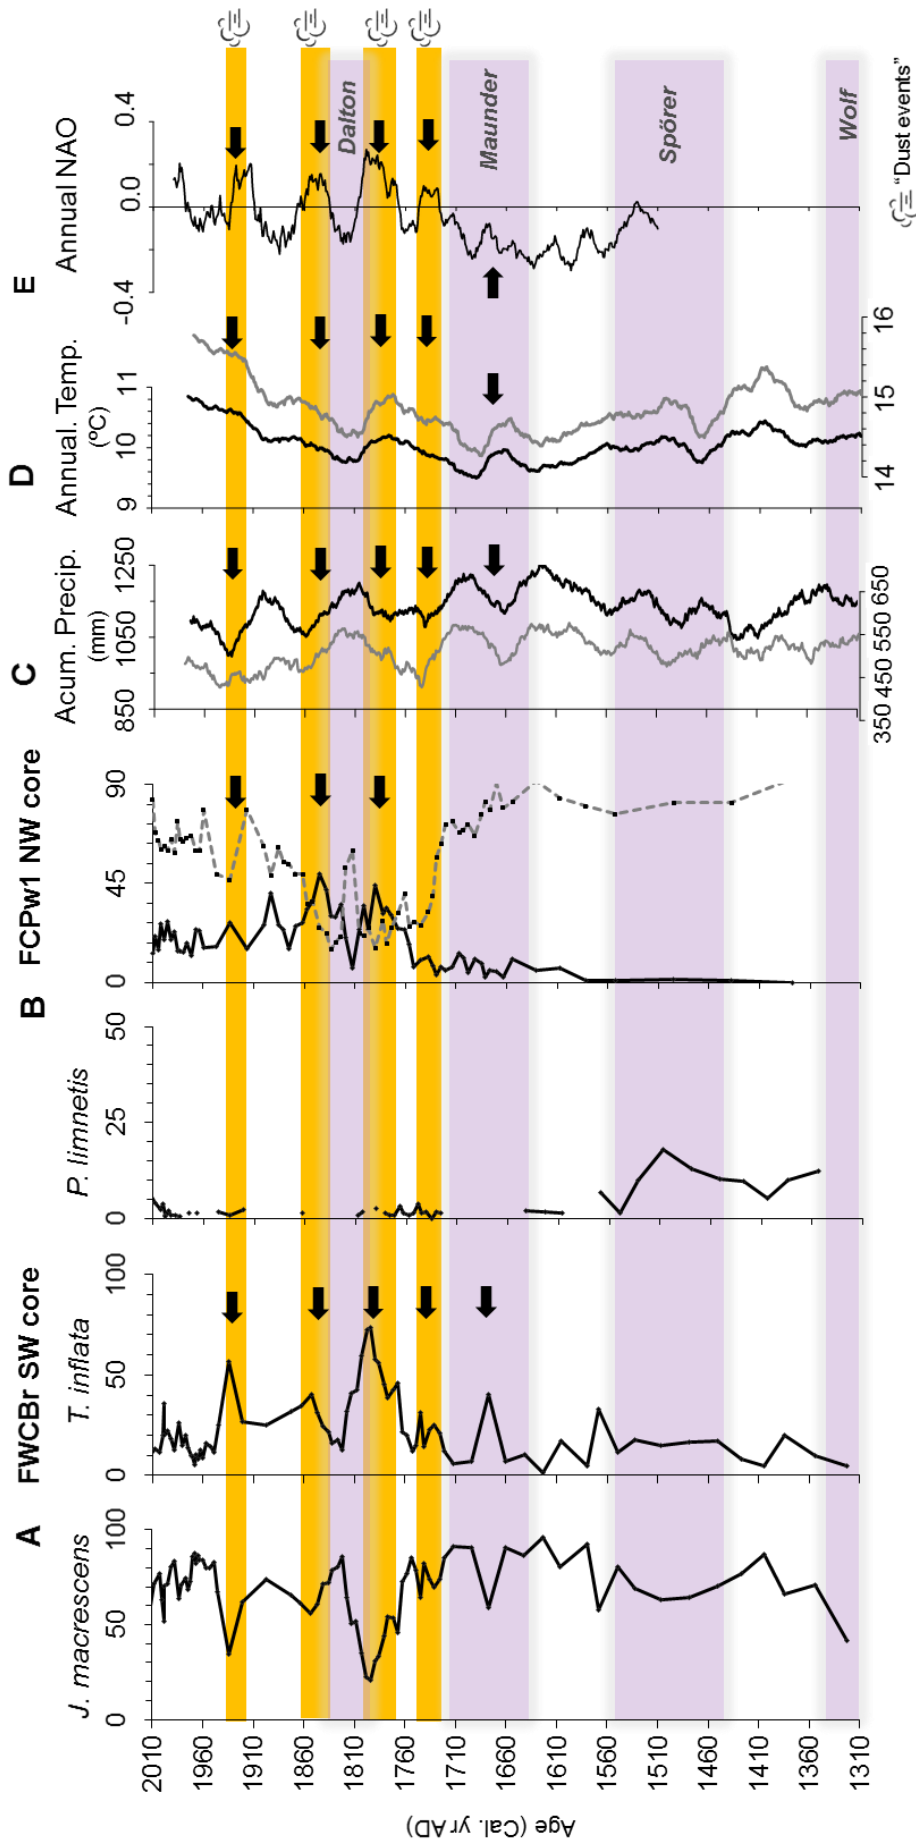 A
FWCBr SW core
B
FCPw1 NW core
C
D
E
J. macrescens
T. inflata
P. limnetis
Acum. Precip.
(mm)
Annual. Temp.
(ºC)
Annual NAO
0 50 100
0 50 100
0 25 50
0 45 90
850 1050 1250
9 10 11
-0.4 0.0 0.4
2010
1960
1910
1860
1810
1760
1710
1660
1610
1560
1510
1460
1410
1360
1310
Age (Cal. yr AD)
Dalton
Maunder
Spörer
Wolf
350 450 550 650
14 15 16
"Dust events"